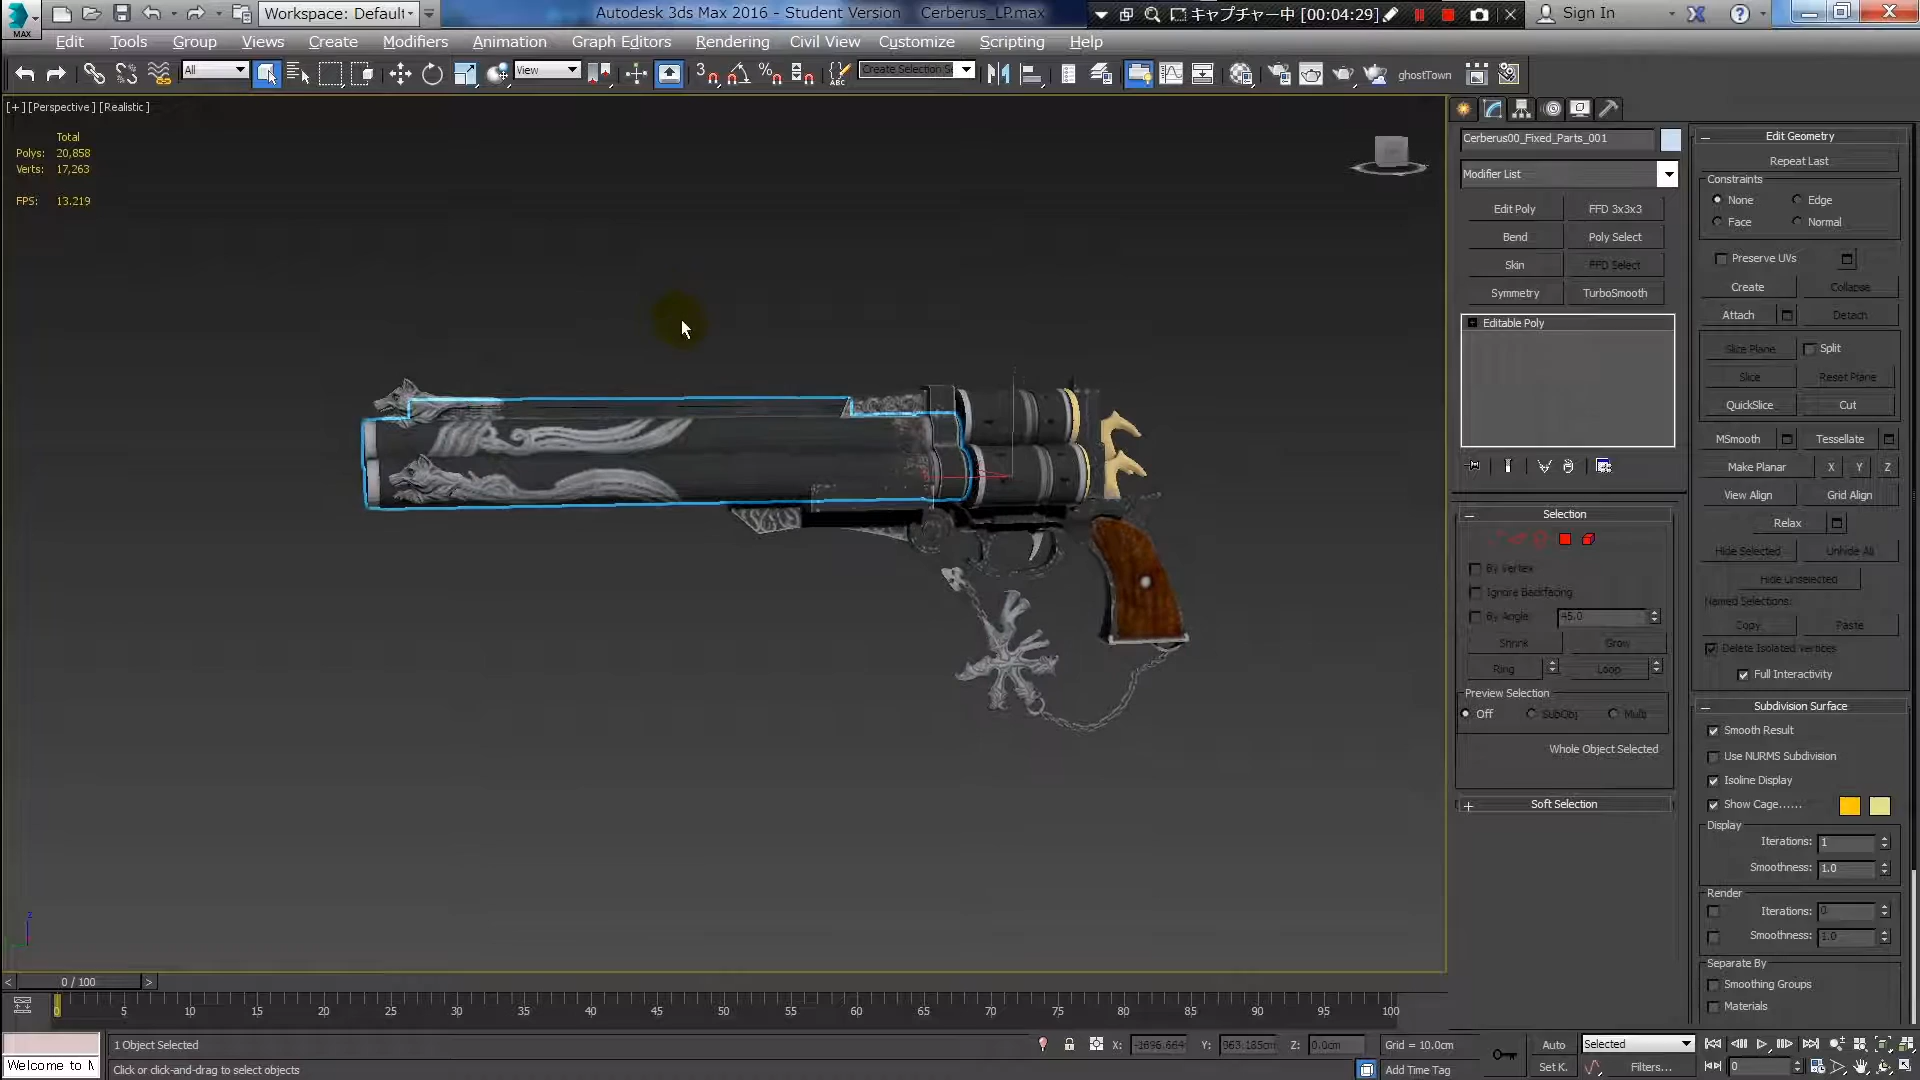 Workspace: Default
Autodesk 3ds Max 2016 - Student Version Cerberus_LP.max
キャプチャー中 [00:04:29]
Sign In
MAX
Edit Tools Group Views Create Modifiers Animation Graph Editors Rendering Civil View Customize Scripting Help
All
View
Create Selection S
ghostTown
[+] [Perspective] [Realistic]
Total
Polys: 20,858
Verts: 17,263
FPS: 13.219
Cerberus00_Fixed_Parts_001
Modifier List
Edit Poly FFD 3x3x3
Bend Poly Select
Skin FFD Select
Symmetry TurboSmooth
Editable Poly
Selection
By Vertex
Ignore Backfacing
By Angle: 45.0
Shrink Grow
Ring Loop
Preview Selection
Off SubObj Multi
Whole Object Selected
Soft Selection
Edit Geometry
Repeat Last
Constraints
None Edge
Face Normal
Preserve UVs
Create Collapse
Attach Detach
Slice Plane Split
Slice Reset Plane
QuickSlice Cut
MSmooth Tessellate
Make Planar X Y Z
View Align Grid Align
Relax
Hide Selected Unhide All
Hide Unselected
Named Selections:
Copy Paste
Delete Isolated Vertices
Full Interactivity
Subdivision Surface
Smooth Result
Use NURMS Subdivision
Isoline Display
Show Cage......
Display
Iterations: 1
Smoothness: 1.0
Render
Iterations: 0
Smoothness: 1.0
Separate By
Smoothing Groups
Materials
z
< 0 / 100 >
0 5 10 15 20 25 30 35 40 45 50 55 60 65 70 75 80 85 90 95 100
1 Object Selected
X: -1696.664 Y: 963.185cm Z: 0.0cm
Grid = 10.0cm
Auto Selected
Welcome to M
Click or click-and-drag to select objects
Add Time Tag
Set K. Filters...
0